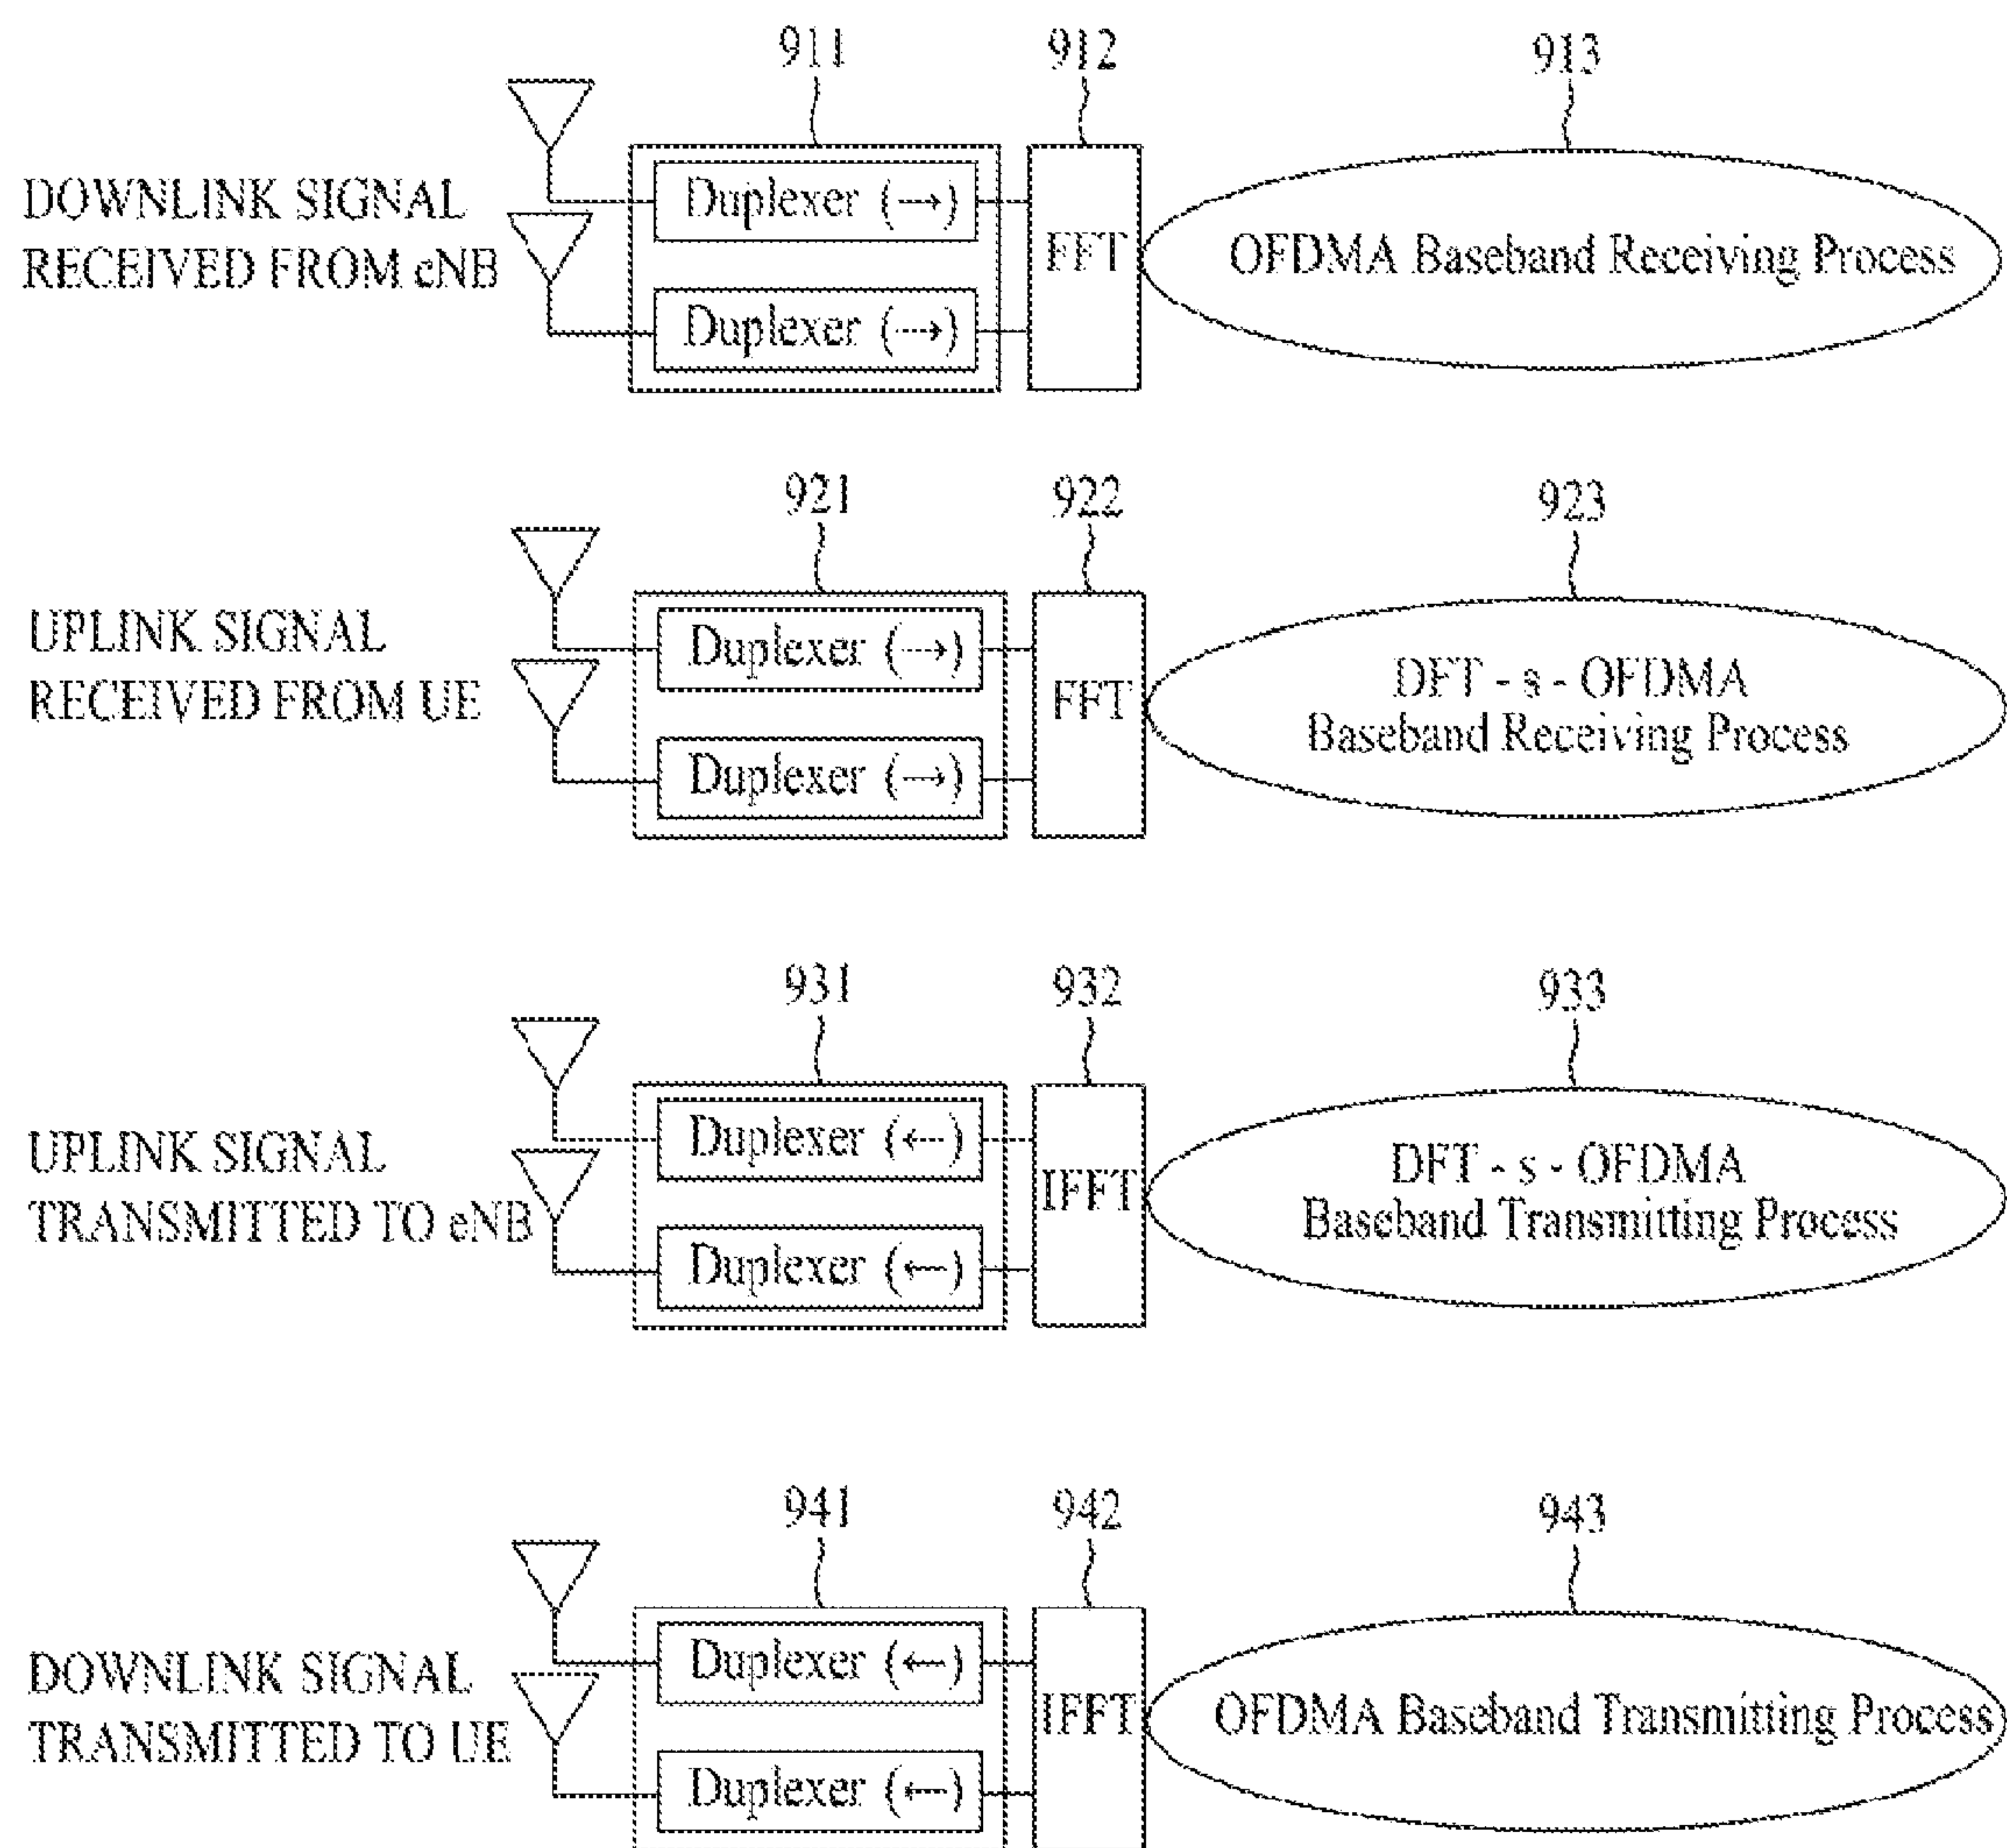 911 912 913
DOWNLINK SIGNAL
RECEIVED FROM eNB
Duplexer (→)
Duplexer (→)
FFT
OFDMA Baseband Receiving Process
921 922 923
UPLINK SIGNAL
RECEIVED FROM UE
Duplexer (→)
Duplexer (→)
FFT
DFT - s - OFDMA
Baseband Receiving Process
931 932 933
UPLINK SIGNAL
TRANSMITTED TO eNB
Duplexer (←)
Duplexer (←)
IFFT
DFT - s - OFDMA
Baseband Transmitting Process
941 942 943
DOWNLINK SIGNAL
TRANSMITTED TO UE
Duplexer (←)
Duplexer (←)
IFFT
OFDMA Baseband Transmitting Process